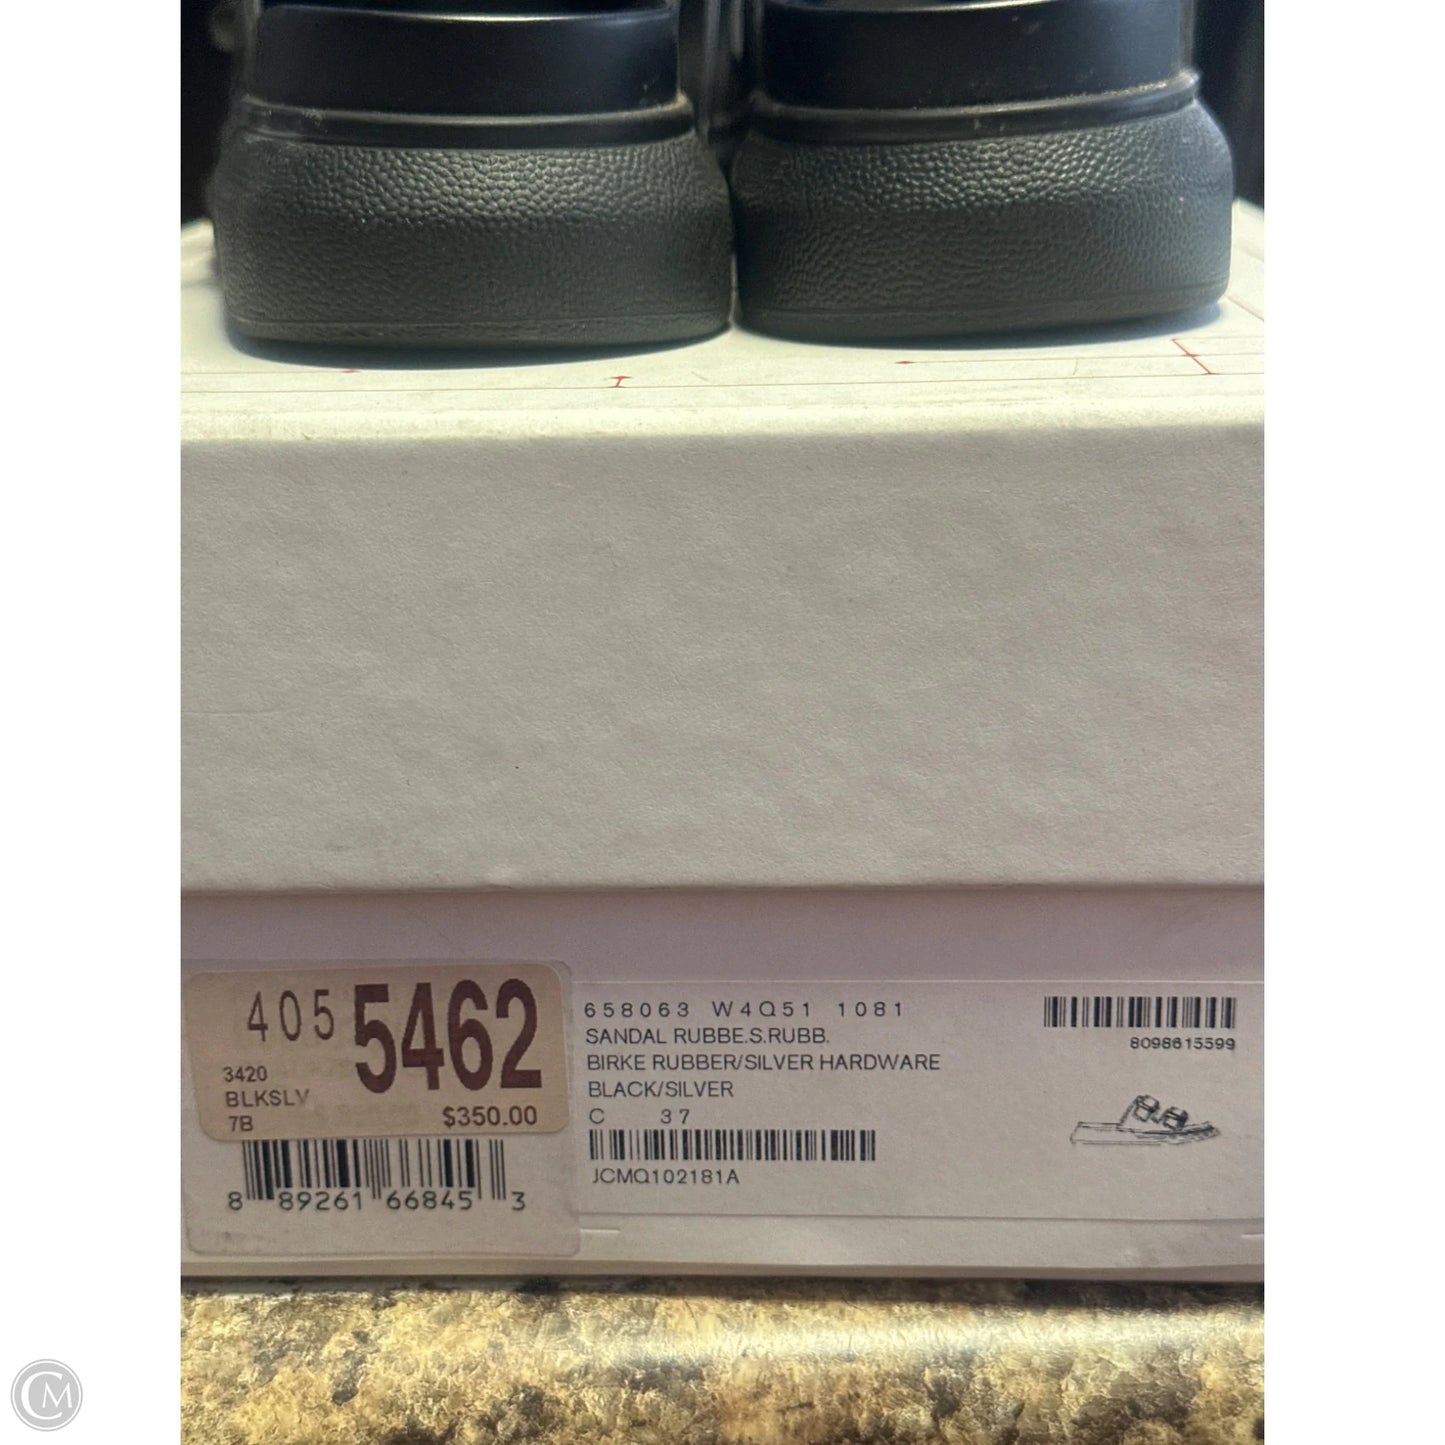 405 5462
3420
BLKSLV
7B $350.00
8 89261 66845 3
658063 W4Q51 1081
SANDAL RUBBE.S.RUBB.
BIRKE RUBBER/SILVER HARDWARE
BLACK/SILVER
C 37
JCMQ102181A
8098615599
CM